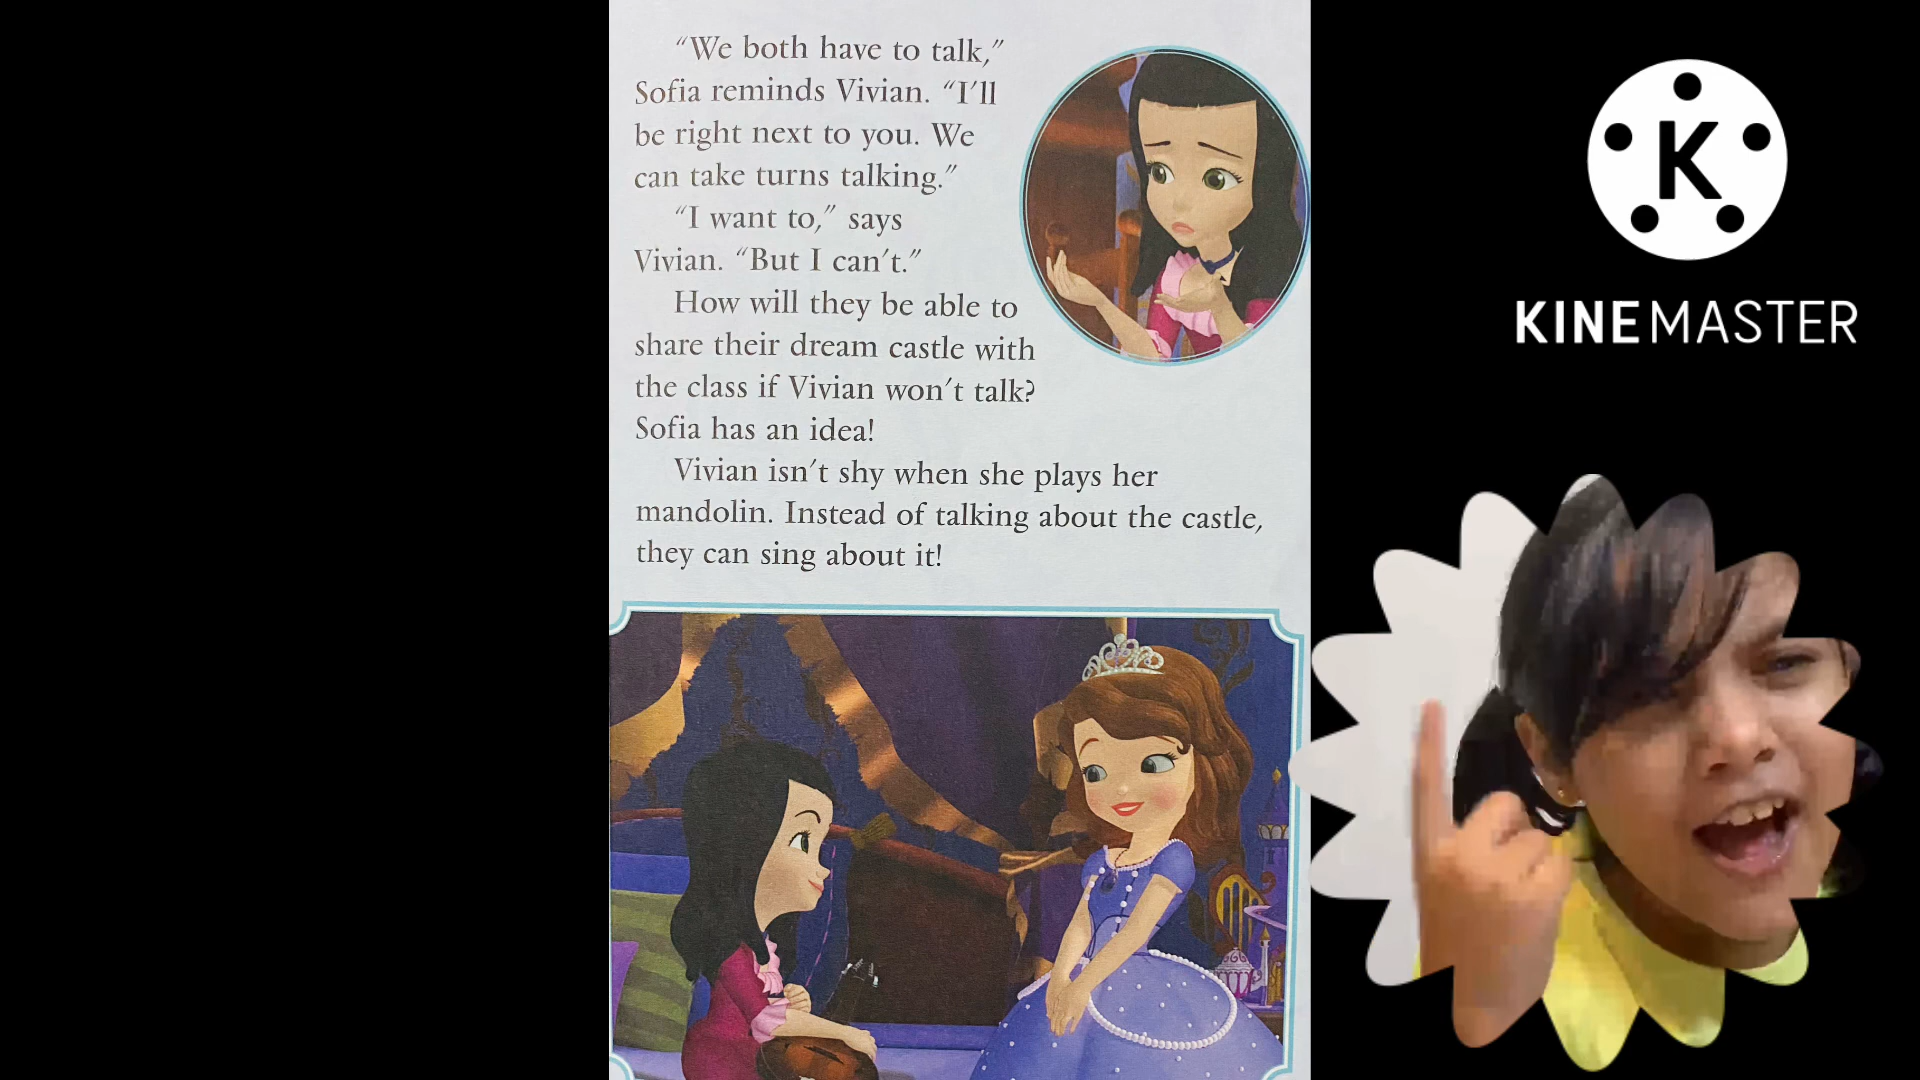 “We both have to talk,”
Sofia reminds Vivian. “I’ll
be right next to you. We
can take turns talking.”
“I want to,” says
Vivian. “But I can’t.”
How will they be able to
share their dream castle with
the class if Vivian won’t talk?
Sofia has an idea!
Vivian isn’t shy when she plays her
mandolin. Instead of talking about the castle,
they can sing about it!
K
KINEMASTER